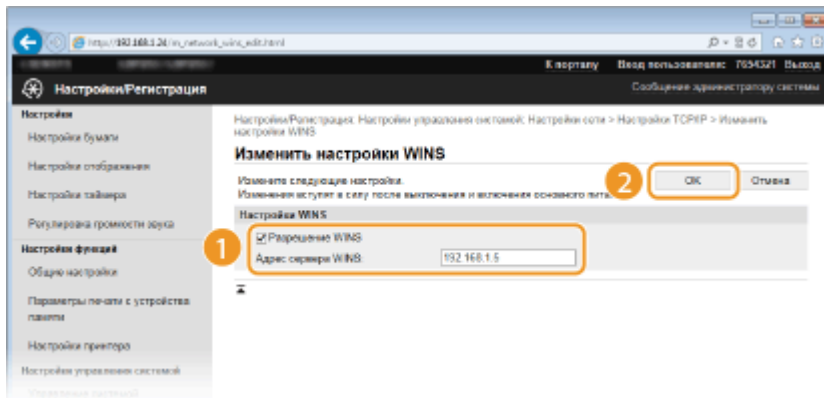 http://192.168.1.24/m_network_wins_edit.html
К порталу Ввод пользователя: 7654321 Выход
Настройки/Регистрация
Сообщение администратору системы
Настройки
Настройки бумаги
Настройки отображения
Настройки таймера
Регулировка громкости звука
Настройки функций
Общие настройки
Параметры печати с устройства памяти
Настройки принтера
Настройки управления системой
Управление системой
Настройки/Регистрация: Настройки управления системой: Настройки сети > Настройки TCP/IP > Изменить настройки WINS
Изменить настройки WINS
Измените следующие настройки.
Изменения вступят в силу после выключения и включения основного пита
2
OK
Отмена
Настройки WINS
1
Разрешение WINS
Адрес сервера WINS:
192.168.1.5